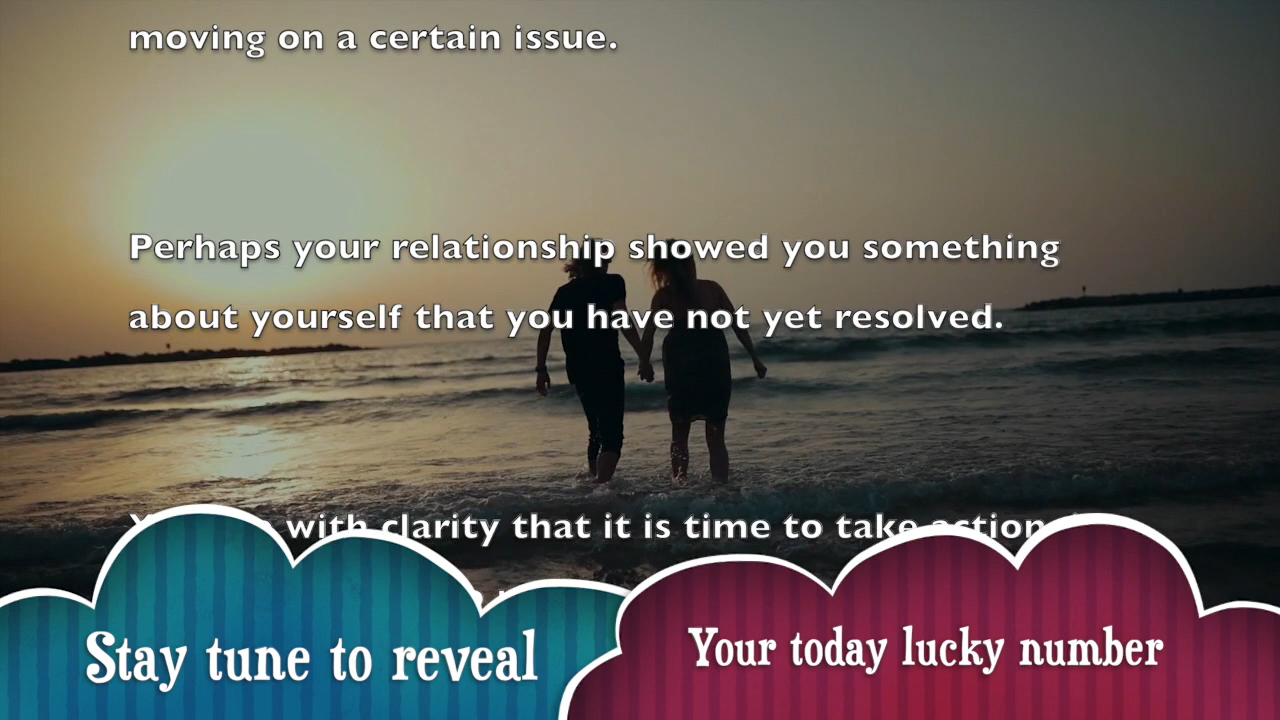 moving on a certain issue.
Perhaps your relationship showed you something
about yourself that you have not yet resolved.
with clarity that it is time to take action
Stay tune to reveal
Your today lucky number